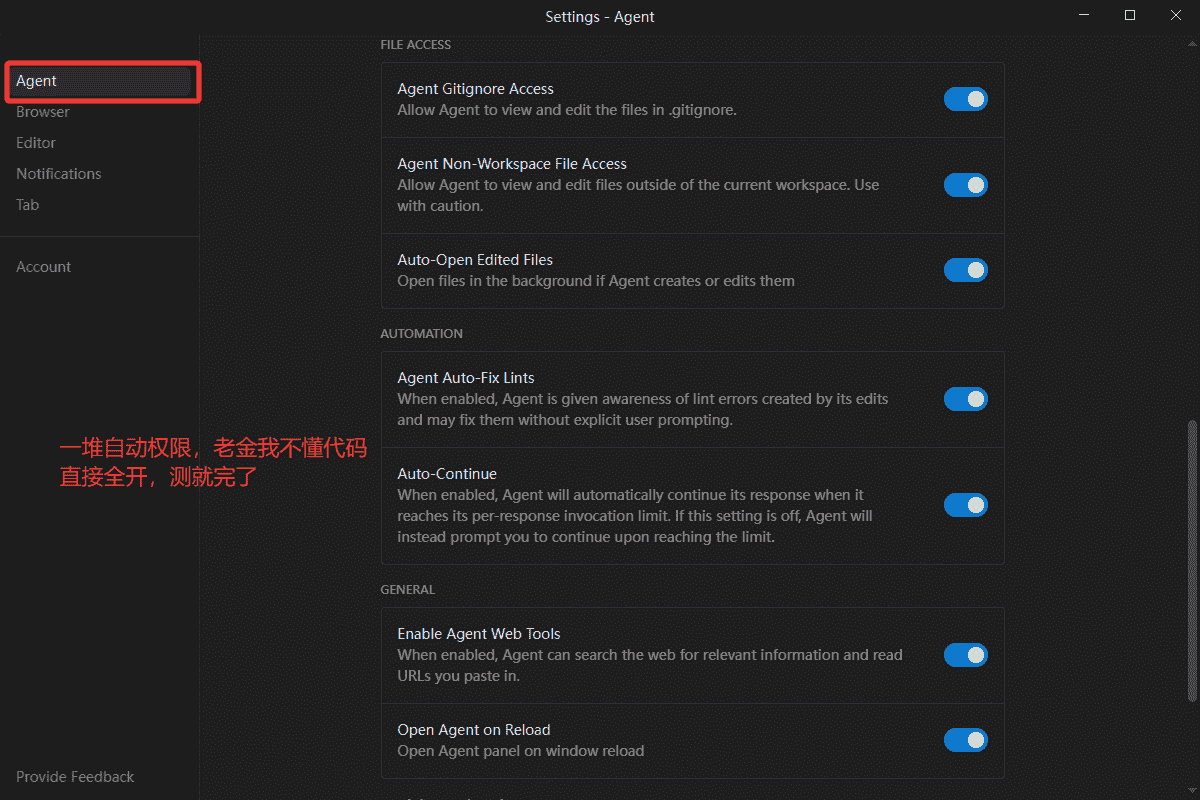 Settings - Agent
Agent
Browser
Editor
Notifications
Tab
Account
Provide Feedback
FILE ACCESS
Agent Gitignore Access
Allow Agent to view and edit the files in .gitignore.
Agent Non-Workspace File Access
Allow Agent to view and edit files outside of the current workspace. Use
with caution.
Auto-Open Edited Files
Open files in the background if Agent creates or edits them
AUTOMATION
Agent Auto-Fix Lints
When enabled, Agent is given awareness of lint errors created by its edits
and may fix them without explicit user prompting.
Auto-Continue
When enabled, Agent will automatically continue its response when it
reaches its per-response invocation limit. If this setting is off, Agent will
instead prompt you to continue upon reaching the limit.
GENERAL
Enable Agent Web Tools
When enabled, Agent can search the web for relevant information and read
URLs you paste in.
Open Agent on Reload
Open Agent panel on window reload
一堆自动权限，老金我不懂代码
直接全开，测就完了